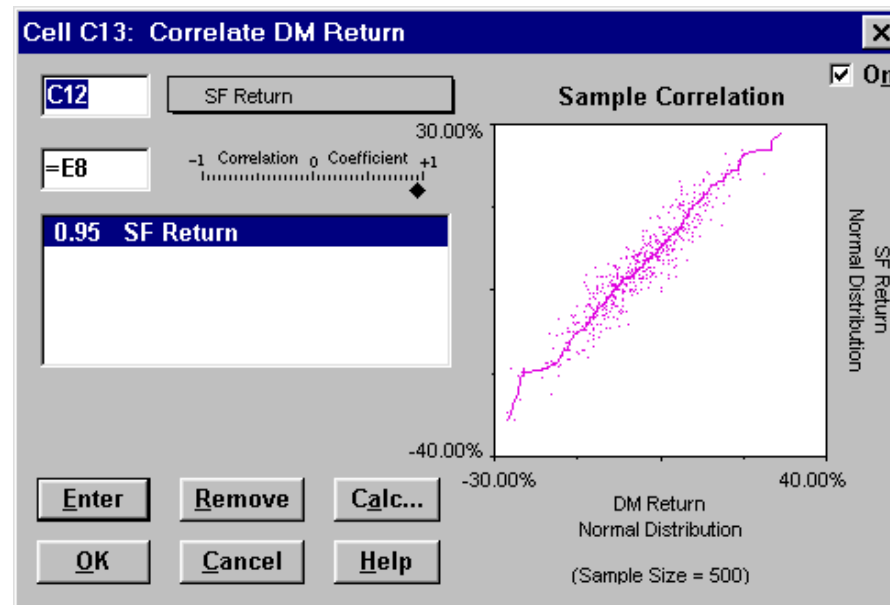 Cell C13: Correlate DM Return
C12
SF Return
=E8
-1 Correlation 0 Coefficient +1
0.95 SF Return
Sample Correlation
30.00%
-40.00%
-30.00%
40.00%
DM Return
Normal Distribution
(Sample Size = 500)
SF Return
Normal Distribution
On
Enter
Remove
Calc...
OK
Cancel
Help